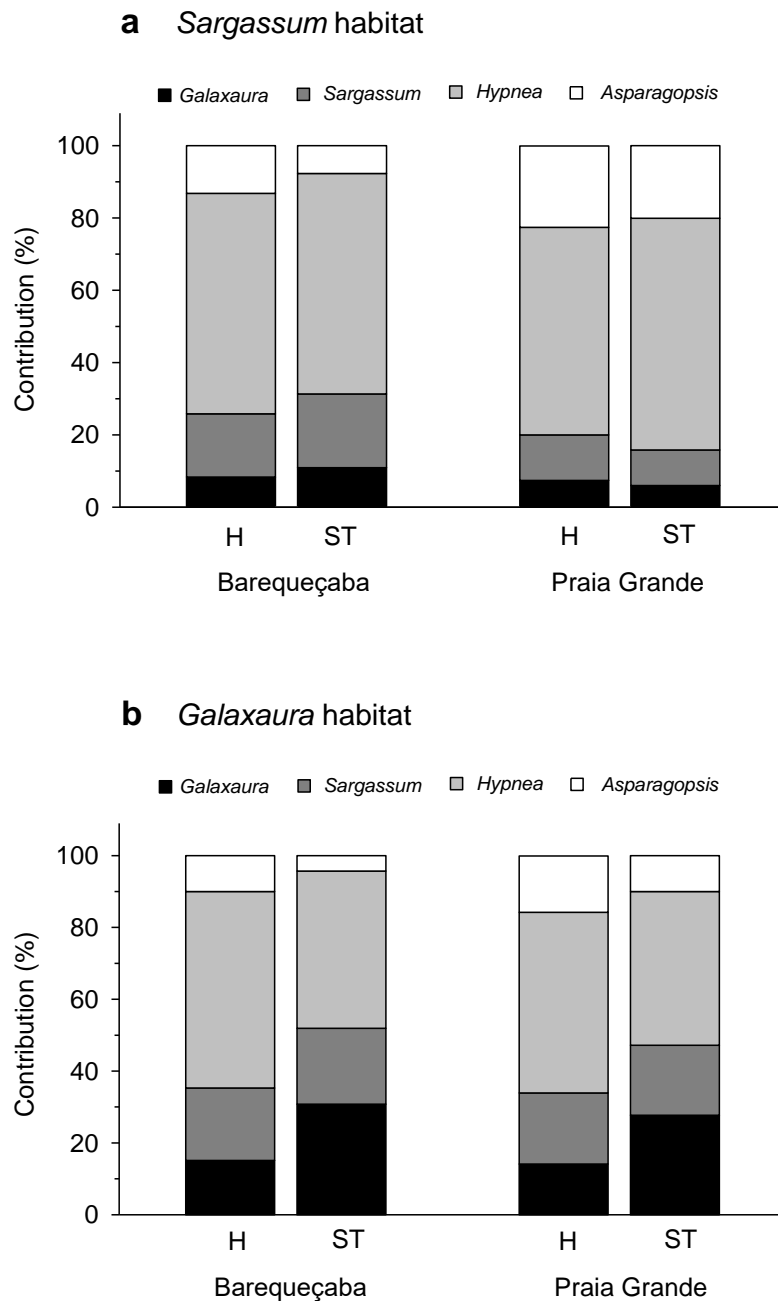 a Sargassum habitat
Galaxaura Sargassum Hypnea Asparagopsis
100
80
60
40
20
0
Contribution (%)
H ST H ST
Barequeçaba Praia Grande
b Galaxaura habitat
Galaxaura Sargassum Hypnea Asparagopsis
100
80
60
40
20
0
Contribution (%)
H ST H ST
Barequeçaba Praia Grande